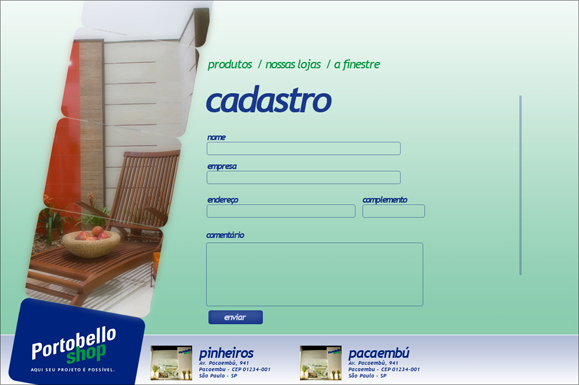 produtos / nossas lojas / a finestre
cadastro
nome
empresa
endereço complemento
comentário
enviar
Portobello
shop
AQUI SEU PROJETO É POSSÍVEL.
pinheiros
Av. Pacaembú, 941
Pacaembu - CEP 01234-001
São Paulo - SP
pacaembú
Av. Pacaembú, 941
Pacaembu - CEP 01234-001
São Paulo - SP